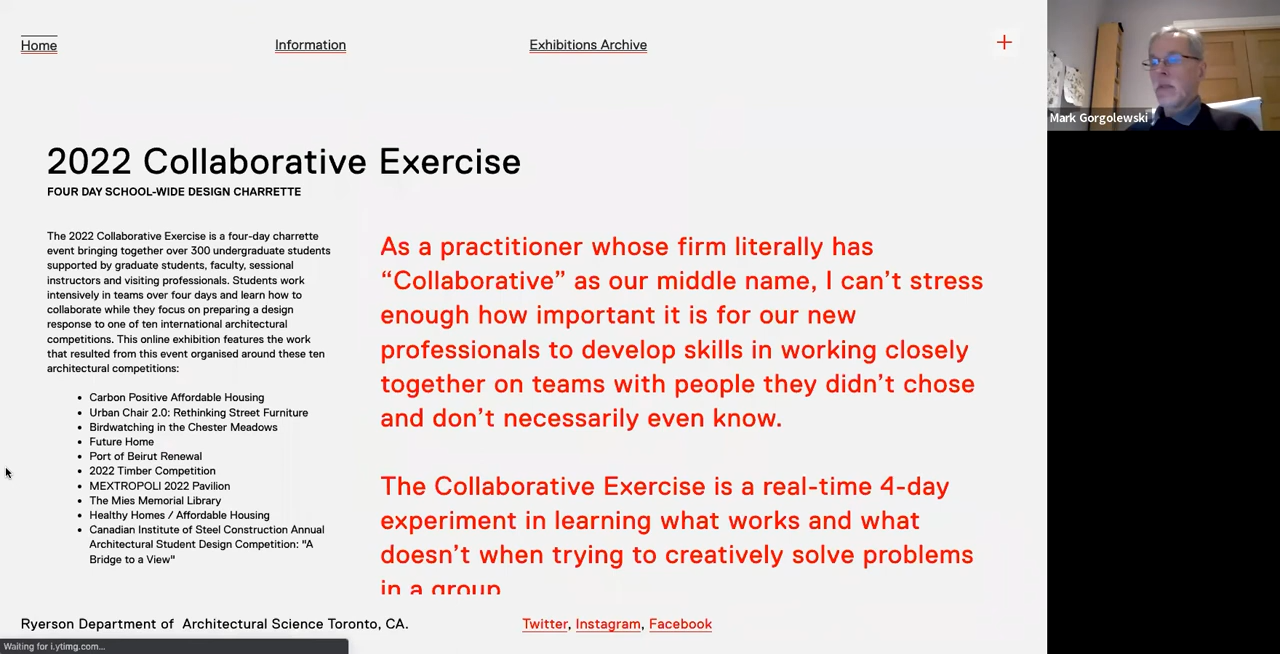 Home
Information
Exhibitions Archive
+
Mark Gorgolewski
2022 Collaborative Exercise
FOUR DAY SCHOOL-WIDE DESIGN CHARRETTE
The 2022 Collaborative Exercise is a four-day charrette
event bringing together over 300 undergraduate students
supported by graduate students, faculty, sessional
instructors and visiting professionals. Students work
intensively in teams over four days and learn how to
collaborate while they focus on preparing a design
response to one of ten international architectural
competitions. This online exhibition features the work
that resulted from this event organised around these ten
architectural competitions:
• Carbon Positive Affordable Housing
• Urban Chair 2.0: Rethinking Street Furniture
• Birdwatching in the Chester Meadows
• Future Home
• Port of Beirut Renewal
• 2022 Timber Competition
• MEXTROPOLI 2022 Pavilion
• The Mies Memorial Library
• Healthy Homes / Affordable Housing
• Canadian Institute of Steel Construction Annual
Architectural Student Design Competition: "A
Bridge to a View"
As a practitioner whose firm literally has
“Collaborative” as our middle name, I can’t stress
enough how important it is for our new
professionals to develop skills in working closely
together on teams with people they didn’t chose
and don’t necessarily even know.
The Collaborative Exercise is a real-time 4-day
experiment in learning what works and what
doesn’t when trying to creatively solve problems
in a group
Ryerson Department of Architectural Science Toronto, CA.
Twitter, Instagram, Facebook
Waiting for i.ytimg.com...